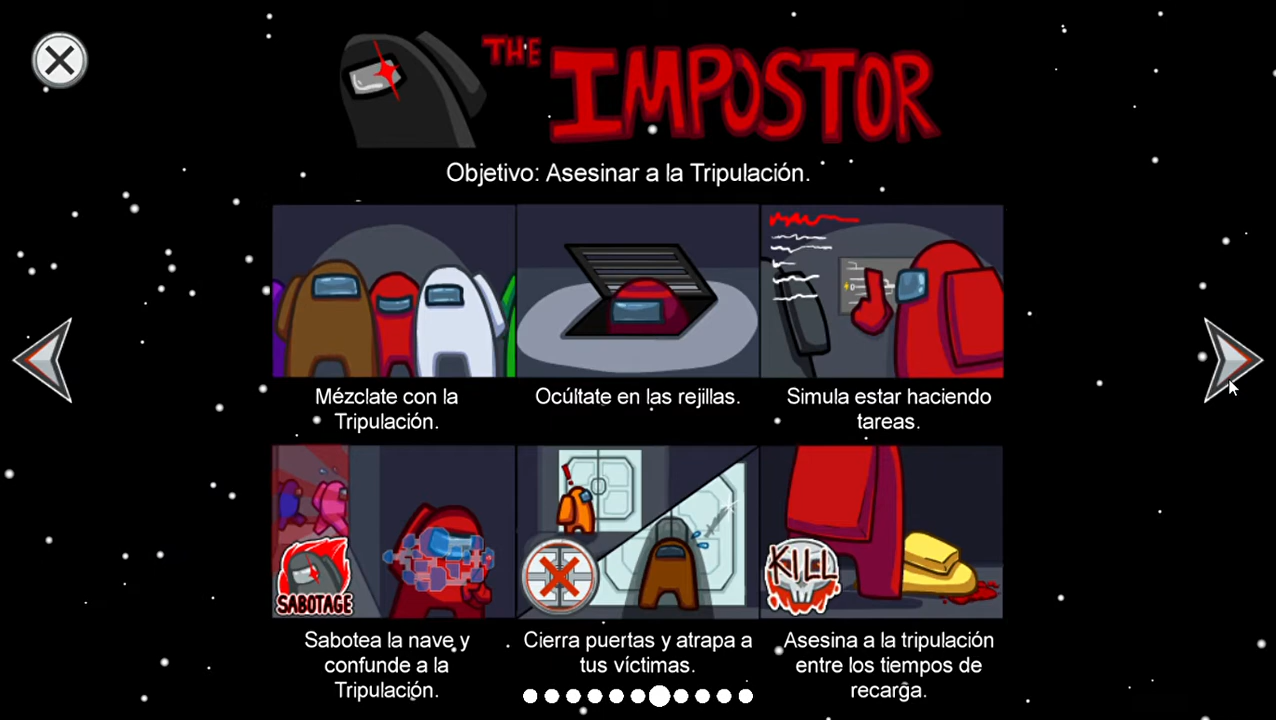 THE IMPOSTOR
Objetivo: Asesinar a la Tripulación.
Mézclate con la
Tripulación.
Ocúltate en las rejillas.
Simula estar haciendo
tareas.
SABOTAGE
KILL
Sabotea la nave y
confunde a la
Tripulación.
Cierra puertas y atrapa a
tus víctimas.
Asesina a la tripulación
entre los tiempos de
recarga.